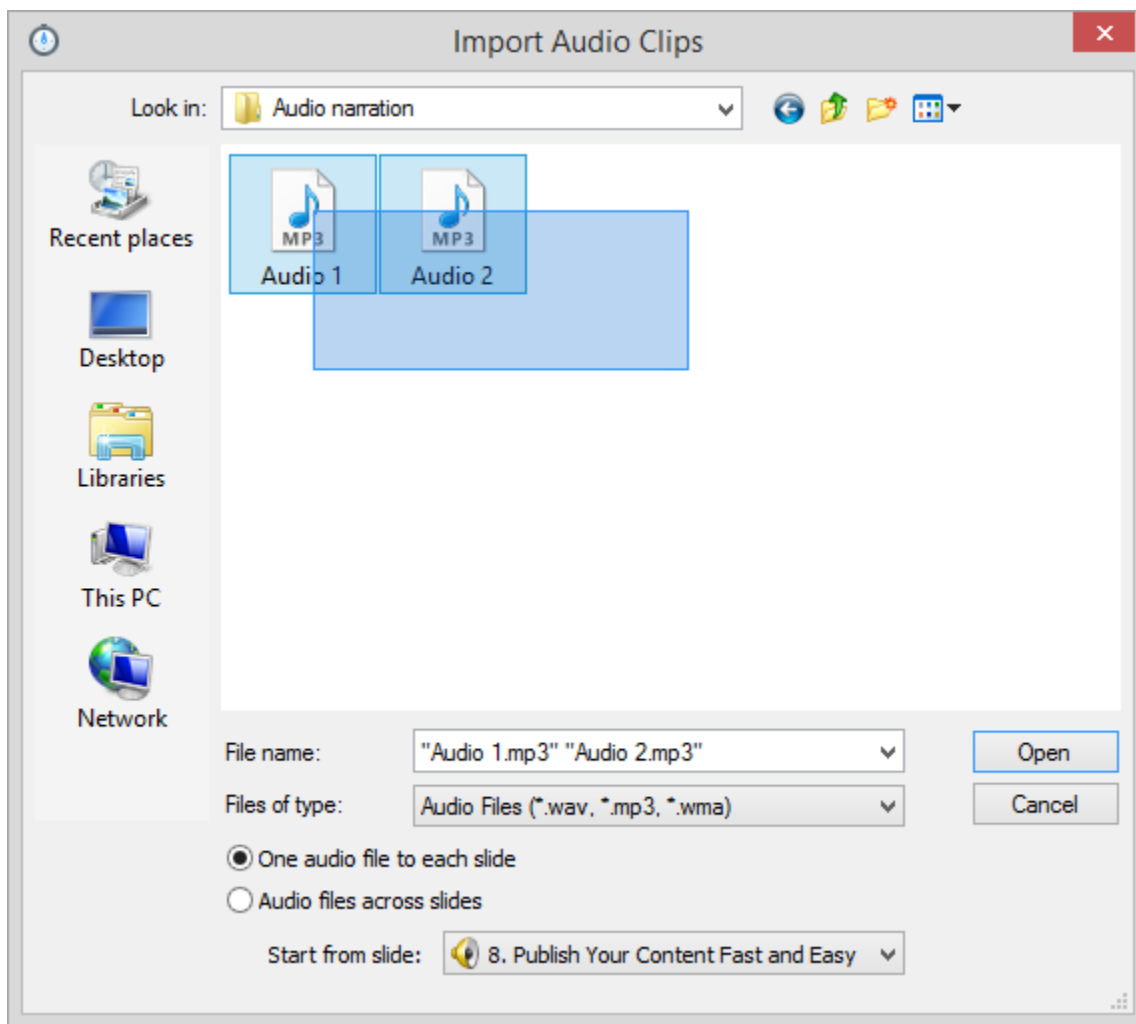 Import Audio Clips
Look in: Audio narration
Recent places
Desktop
Libraries
This PC
Network
MP3 MP3
Audio 1 Audio 2
File name: "Audio 1.mp3" "Audio 2.mp3" Open
Files of type: Audio Files (*.wav, *.mp3, *.wma) Cancel
One audio file to each slide
Audio files across slides
Start from slide: 8. Publish Your Content Fast and Easy